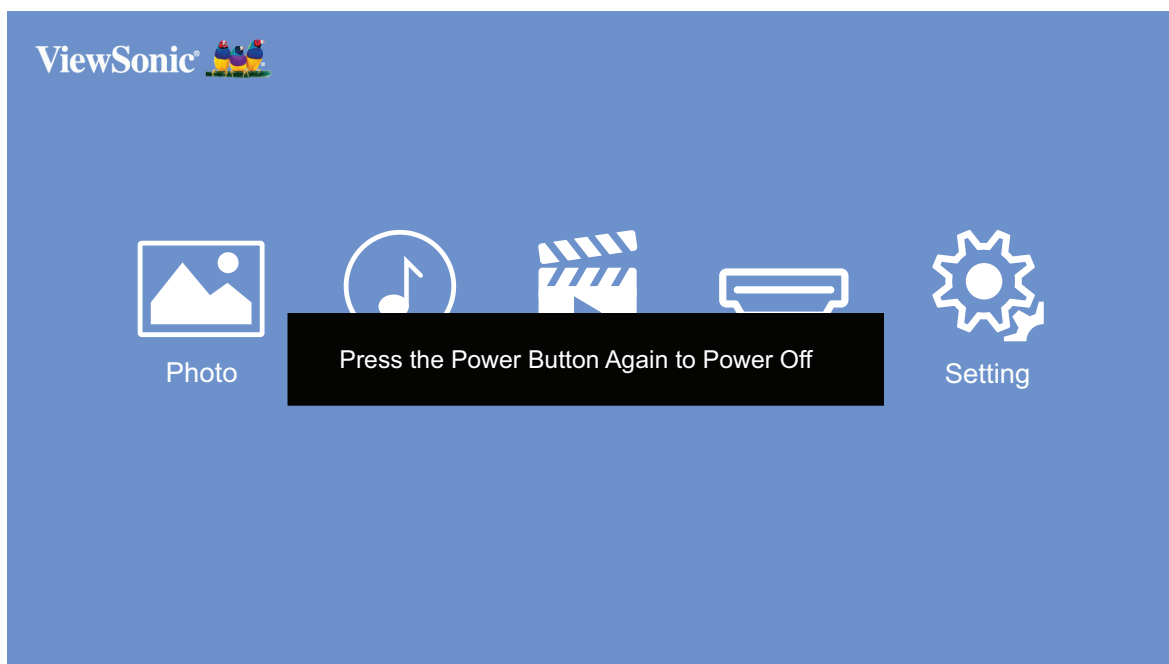 ViewSonic®
Photo
Press the Power Button Again to Power Off
Setting